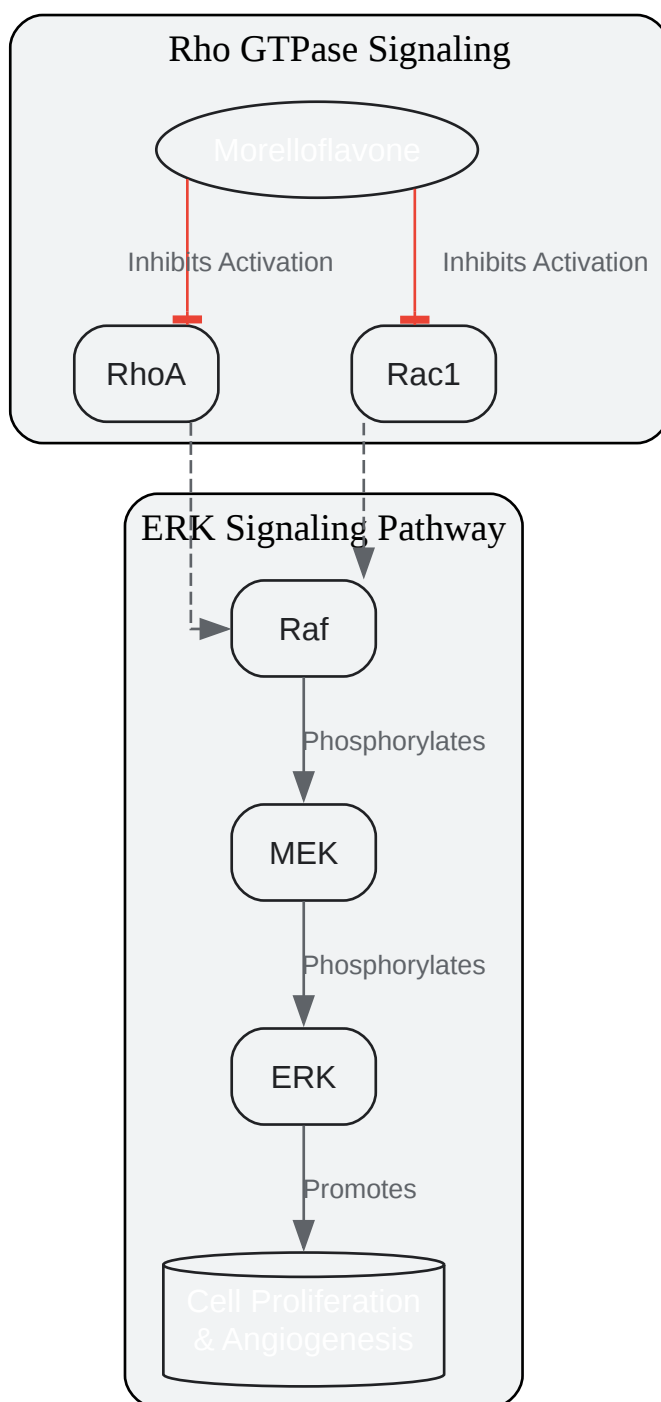 Rho GTPase Signaling
Morelloflavone
Inhibits Activation
Inhibits Activation
RhoA
Rac1
ERK Signaling Pathway
Raf
Phosphorylates
MEK
Phosphorylates
ERK
Promotes
Cell Proliferation
& Angiogenesis